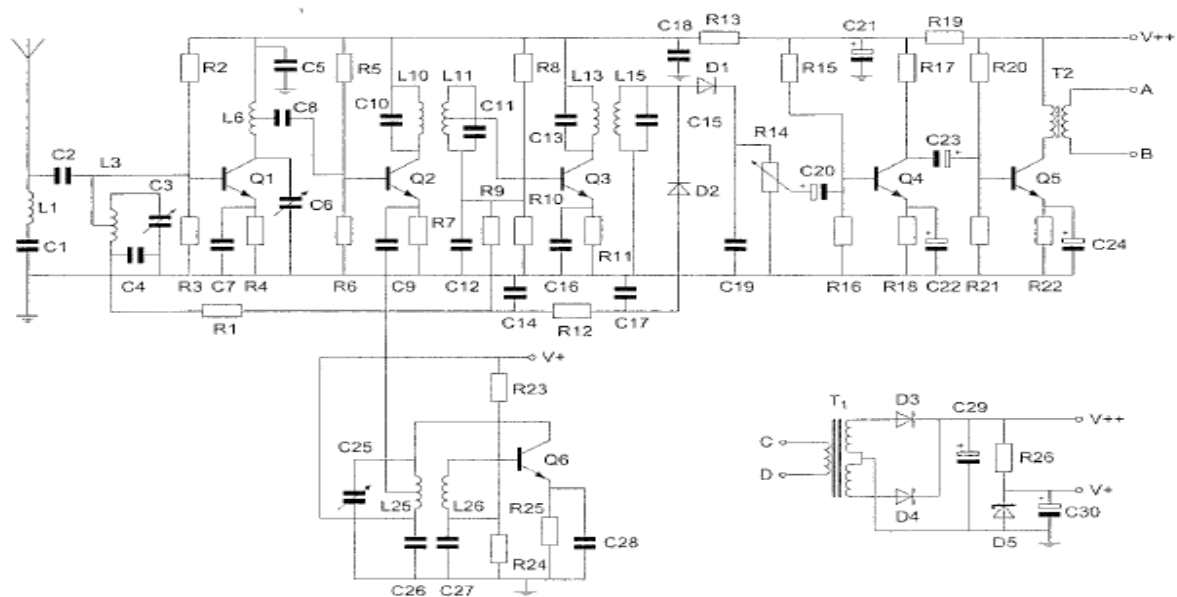 C18 R13 C21 R19
V++
R2 C5 R5 L10 L11 R8 L13 L15 D1 R15 R17 R20 T2
C8 C10 C11 A
L6 C13 C15 R14 C23
C2 L3 C20 B
C3 Q1 Q2 R9 Q3 D2 Q4 Q5
L1 C6 R7 R10
C1 R11 C24
C4 R3 C7 R4 R6 C9 C12 C16 C19 R16 R18 C22 R21 R22
R1 C14 R12 C17
V+
R23
T1 D3 C29
V++
C25 C
Q6 R26
D V+
L25 L26 R25 D4 C30
C28 D5
R24
C26 C27